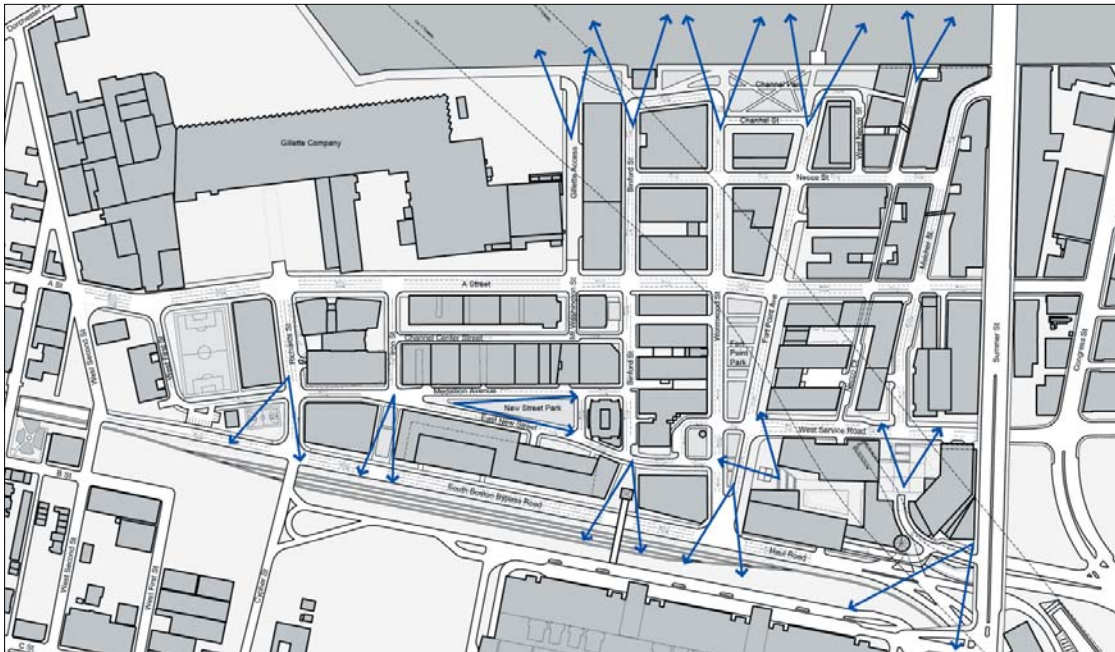 Dorchester Av
Channel Park
Channel St
West Necco St
Gillette Company
Binford St
Gillette Access
Necco St
Melcher St
A St
A Street
Wormwood St
Fort Point Ave
Summer St
Congress St
West Second St
Richards St
Channel Center Street
Binford St
Fort
Point
Park
Medallion Avenue
New Street Park
East New Street
West Service Road
B St
South Boston Bypass Road
Haul Road
West Second St
West First St
Cypher St
C St